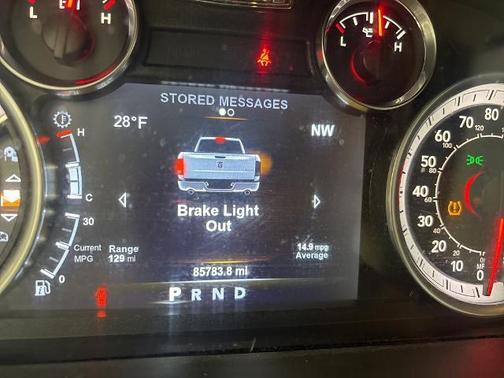 E
L H
L H
STORED MESSAGES
28°F NW
H
C
Brake Light
Out
30
Current
MPG
0
Range
129 mi
14.9 mpg
Average
85783.8 mi
P R N D
80
70
60
50
40
30
20
10
0
MPH